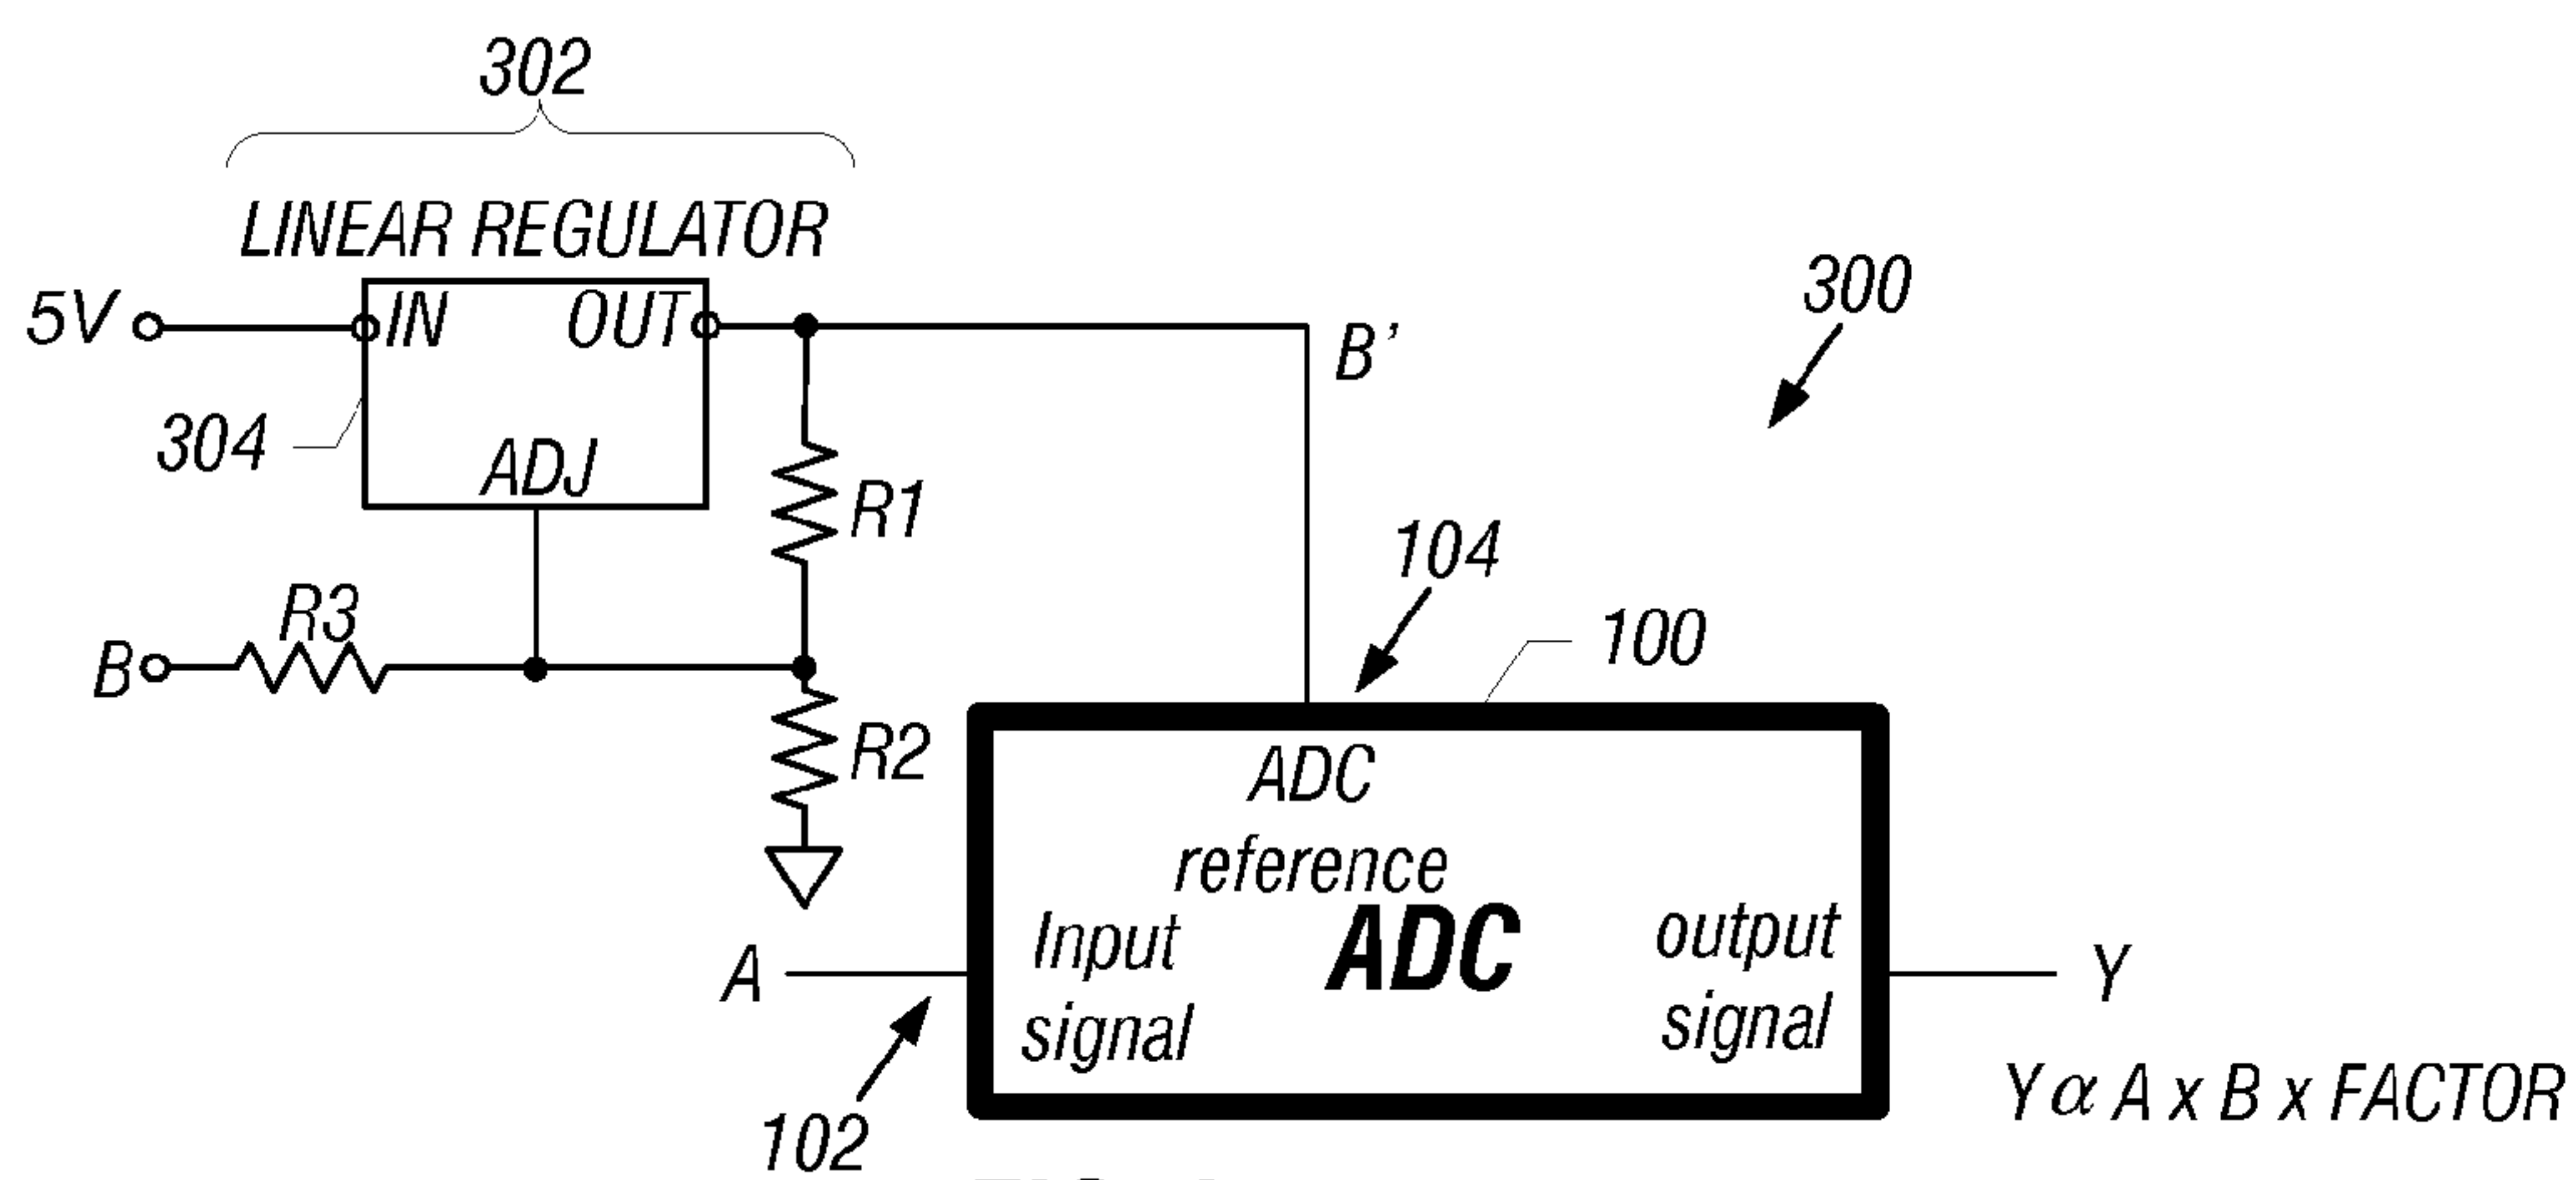 302
LINEAR REGULATOR
5V
IN
OUT
B’
300
304
ADJ
R1
104
R3
100
B
R2
ADC
reference
Input
signal
ADC
output
signal
A
Y
102
Y α A x B x FACTOR